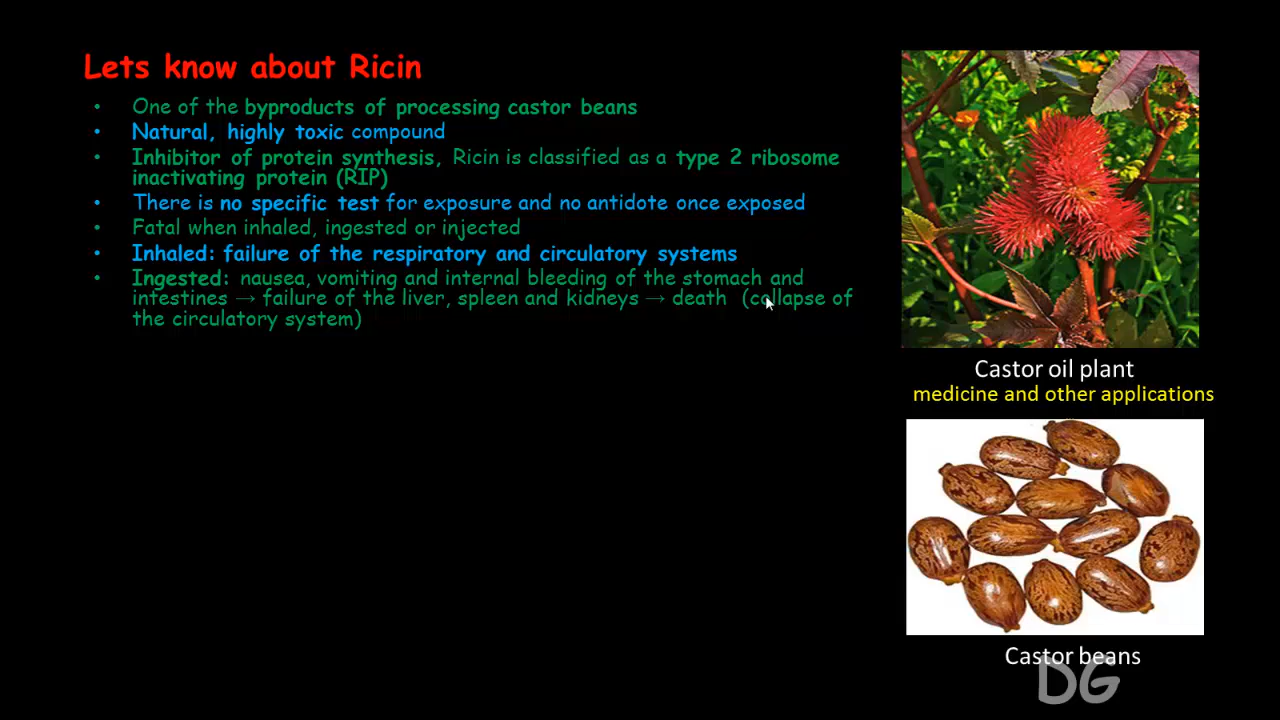 Lets know about Ricin
• One of the byproducts of processing castor beans
• Natural, highly toxic compound
• Inhibitor of protein synthesis, Ricin is classified as a type 2 ribosome
inactivating protein (RIP)
• There is no specific test for exposure and no antidote once exposed
• Fatal when inhaled, ingested or injected
• Inhaled: failure of the respiratory and circulatory systems
• Ingested: nausea, vomiting and internal bleeding of the stomach and
intestines → failure of the liver, spleen and kidneys → death (collapse of
the circulatory system)
Castor oil plant
medicine and other applications
Castor beans
DG